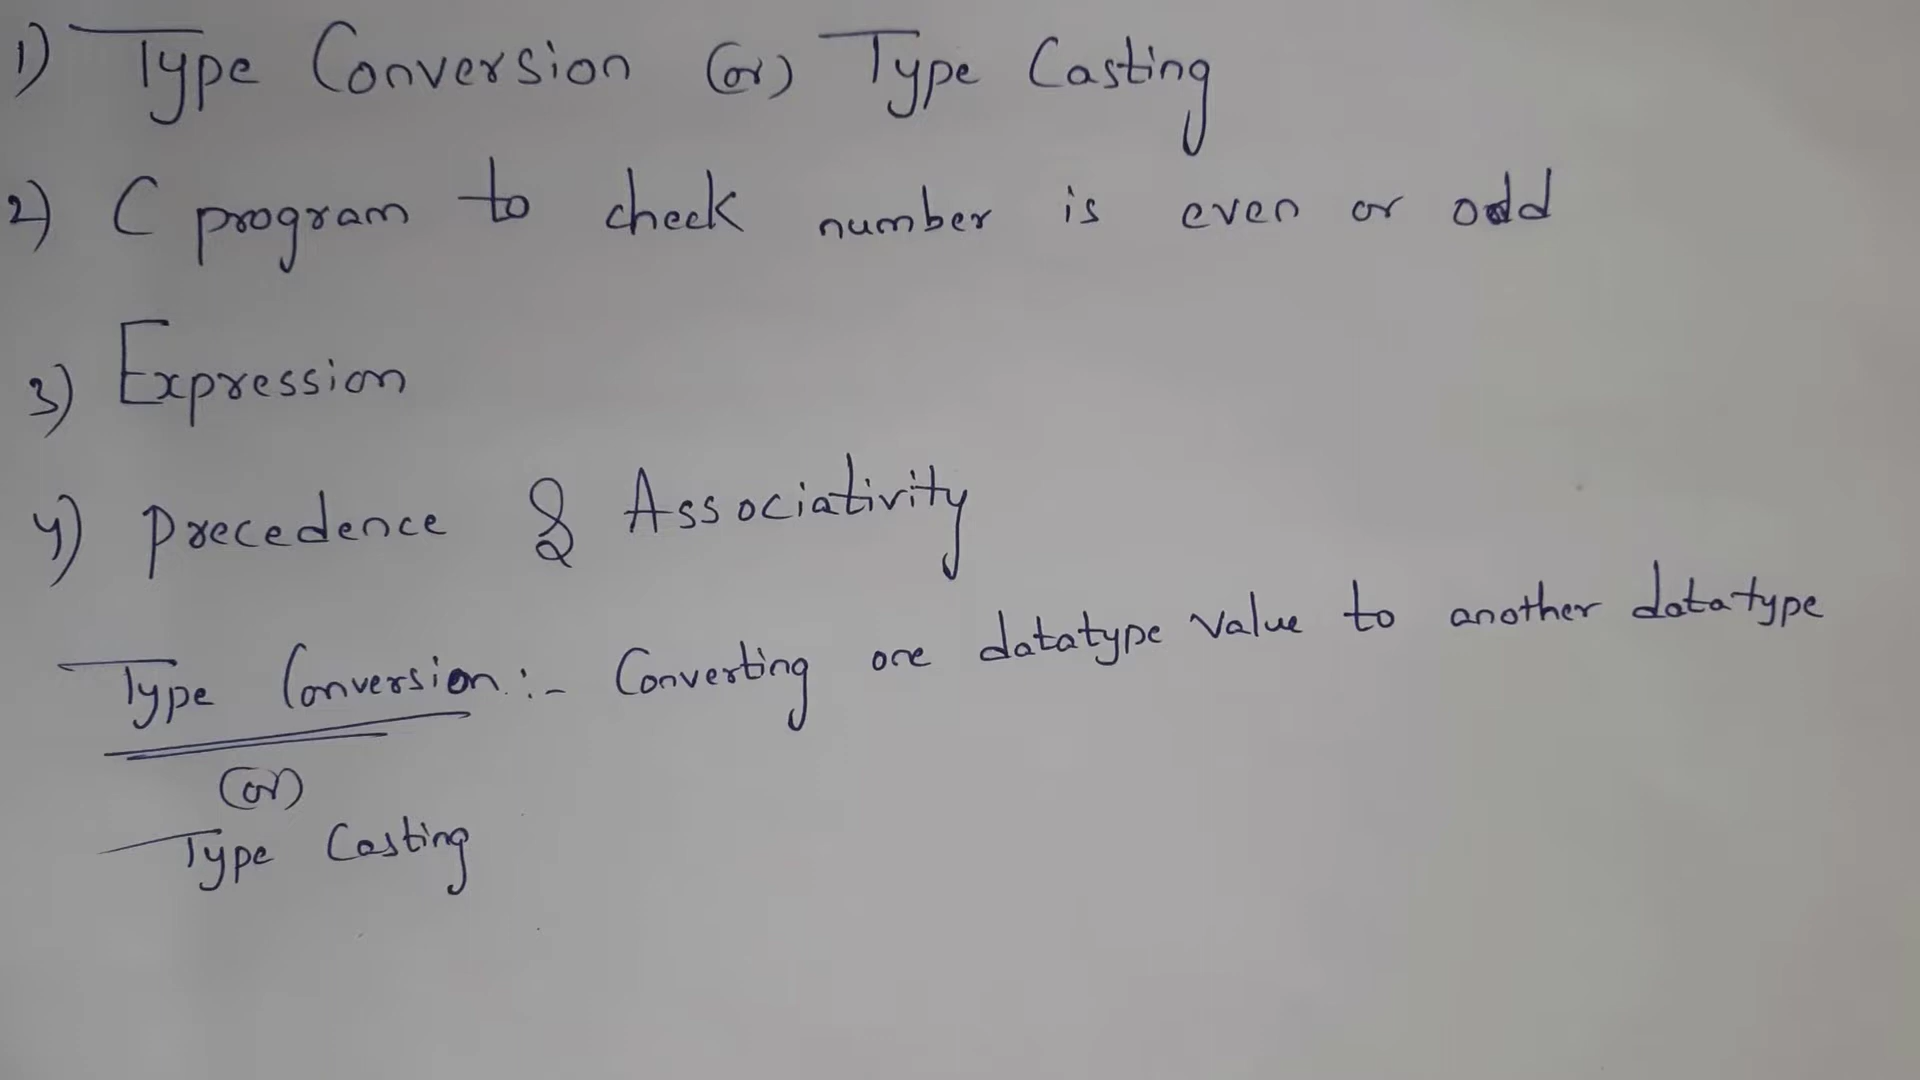 1) Type Conversion (or) Type Casting
2) C program to check number is even or odd
3) Expression
4) Precedence & Associativity
Type Conversion :- Converting one datatype value to another datatype
(or)
Type Casting